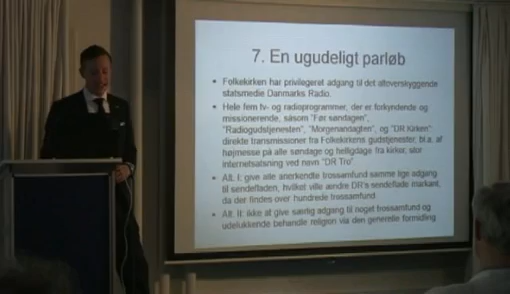 7. En ugudeligt parløb
Folkekirken har privilegeret adgang til det altoverskyggende
statsmedie Danmarks Radio.
Hele fem tv- og radioprogrammer, der er forkyndende og
missionerende, såsom "Før søndagen",
"Radiogudstjenesten", "Morgenandagten", og "DR Kirken":
direkte transmissioner fra Folkekirkens gudstjenester, bl.a. af
højmesse på alle søndage og helligdage fra kirker, stor
internetsatsning ved navn "DR Tro".
Alt. I: give alle anerkendte trossamfund samme lige adgang
til sendefladen, hvilket ville ændre DR's sendeflade markant,
da der findes over hundrede trossamfund
Alt. II: ikke at give særlig adgang til noget trossamfund og
udelukkende behandle religion via den generelle formidling